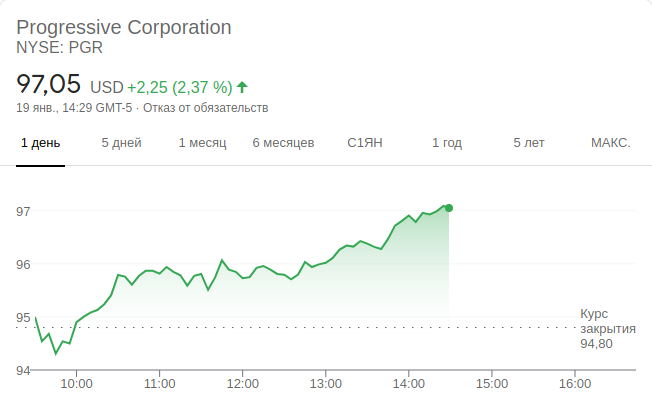 Progressive Corporation
NYSE: PGR
97,05 USD +2,25 (2,37 %)
19 янв., 14:29 GMT-5 · Отказ от обязательств
1 день 5 дней 1 месяц 6 месяцев С1ЯН 1 год 5 лет МАКС.
97
96
95
94
Курс
закрытия
94,80
10:00 11:00 12:00 13:00 14:00 15:00 16:00